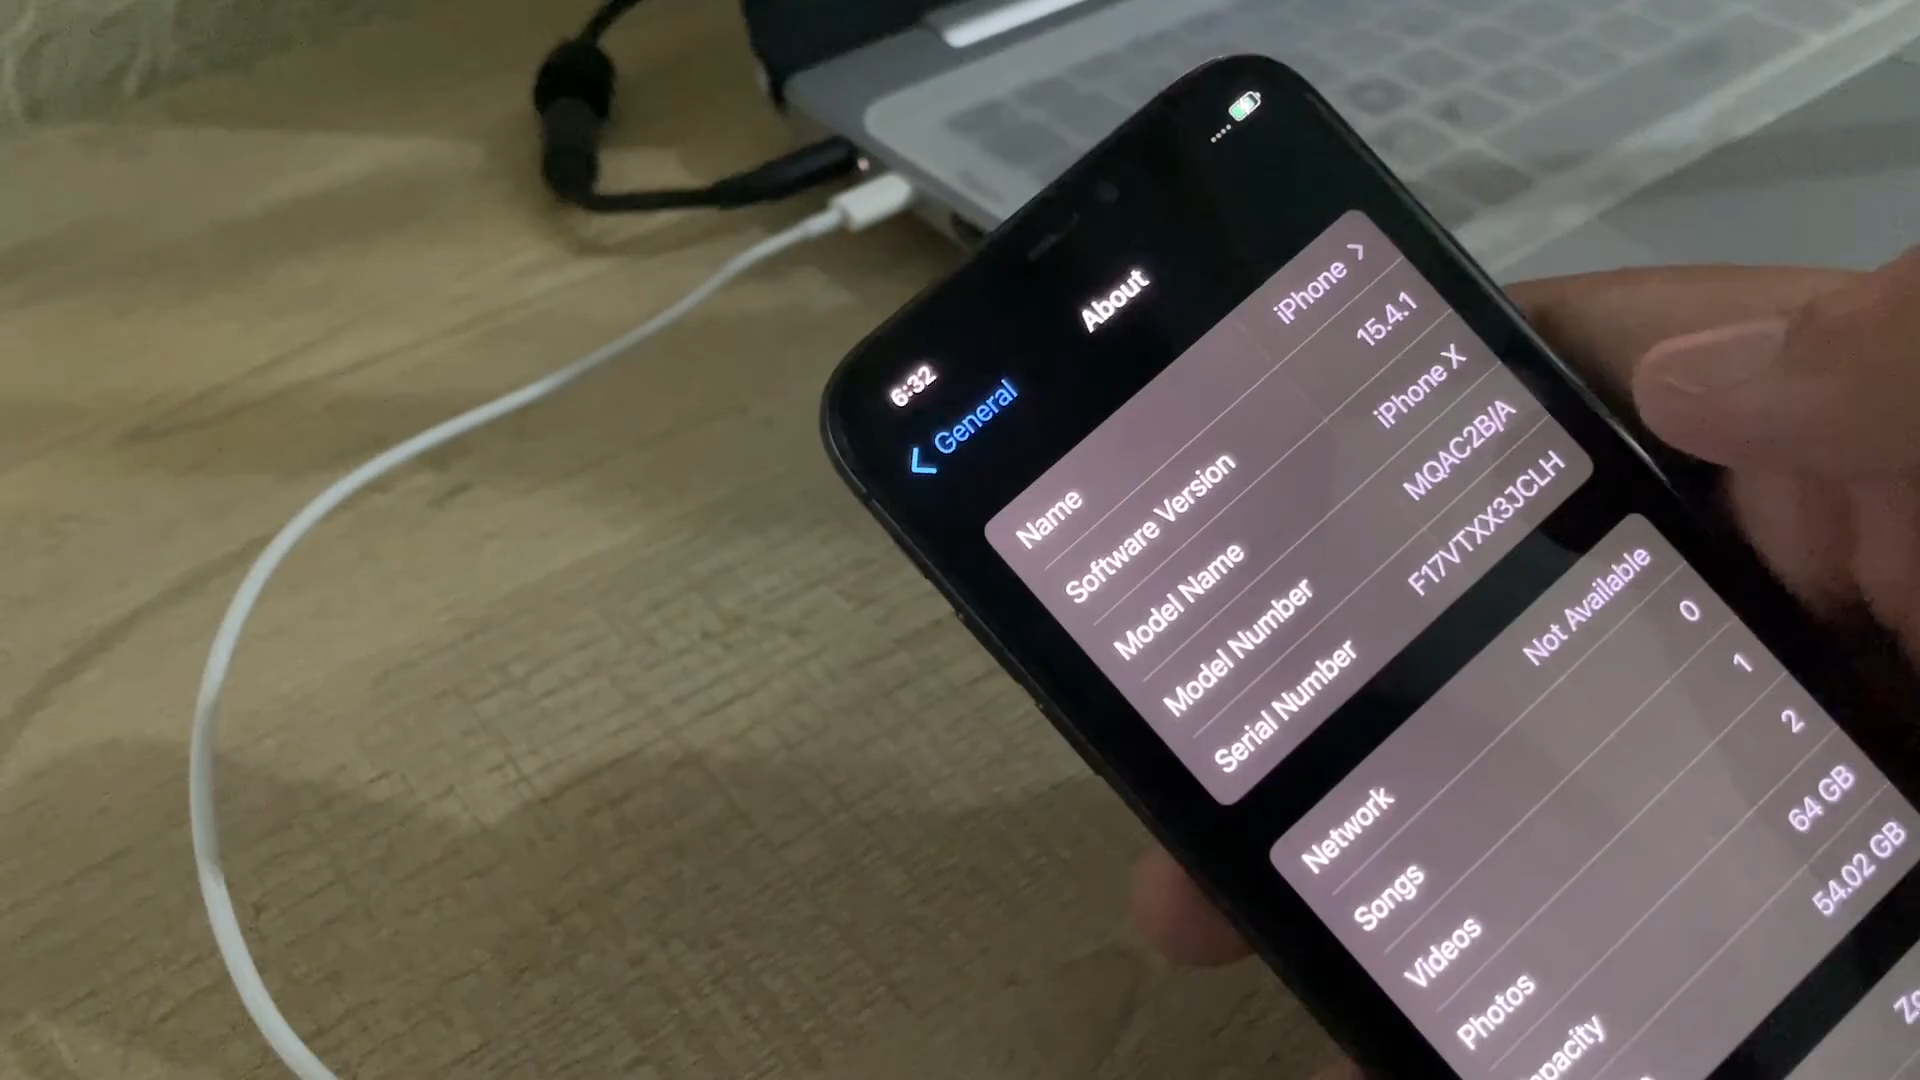 6:32
General
About
Name iPhone
Software Version 15.4.1
Model Name iPhone X
Model Number MQAC2B/A
Serial Number F17VTXX3JCLH
Network Not Available
Songs 0
Videos 1
Photos 2
apacity 64 GB
54.02 GB